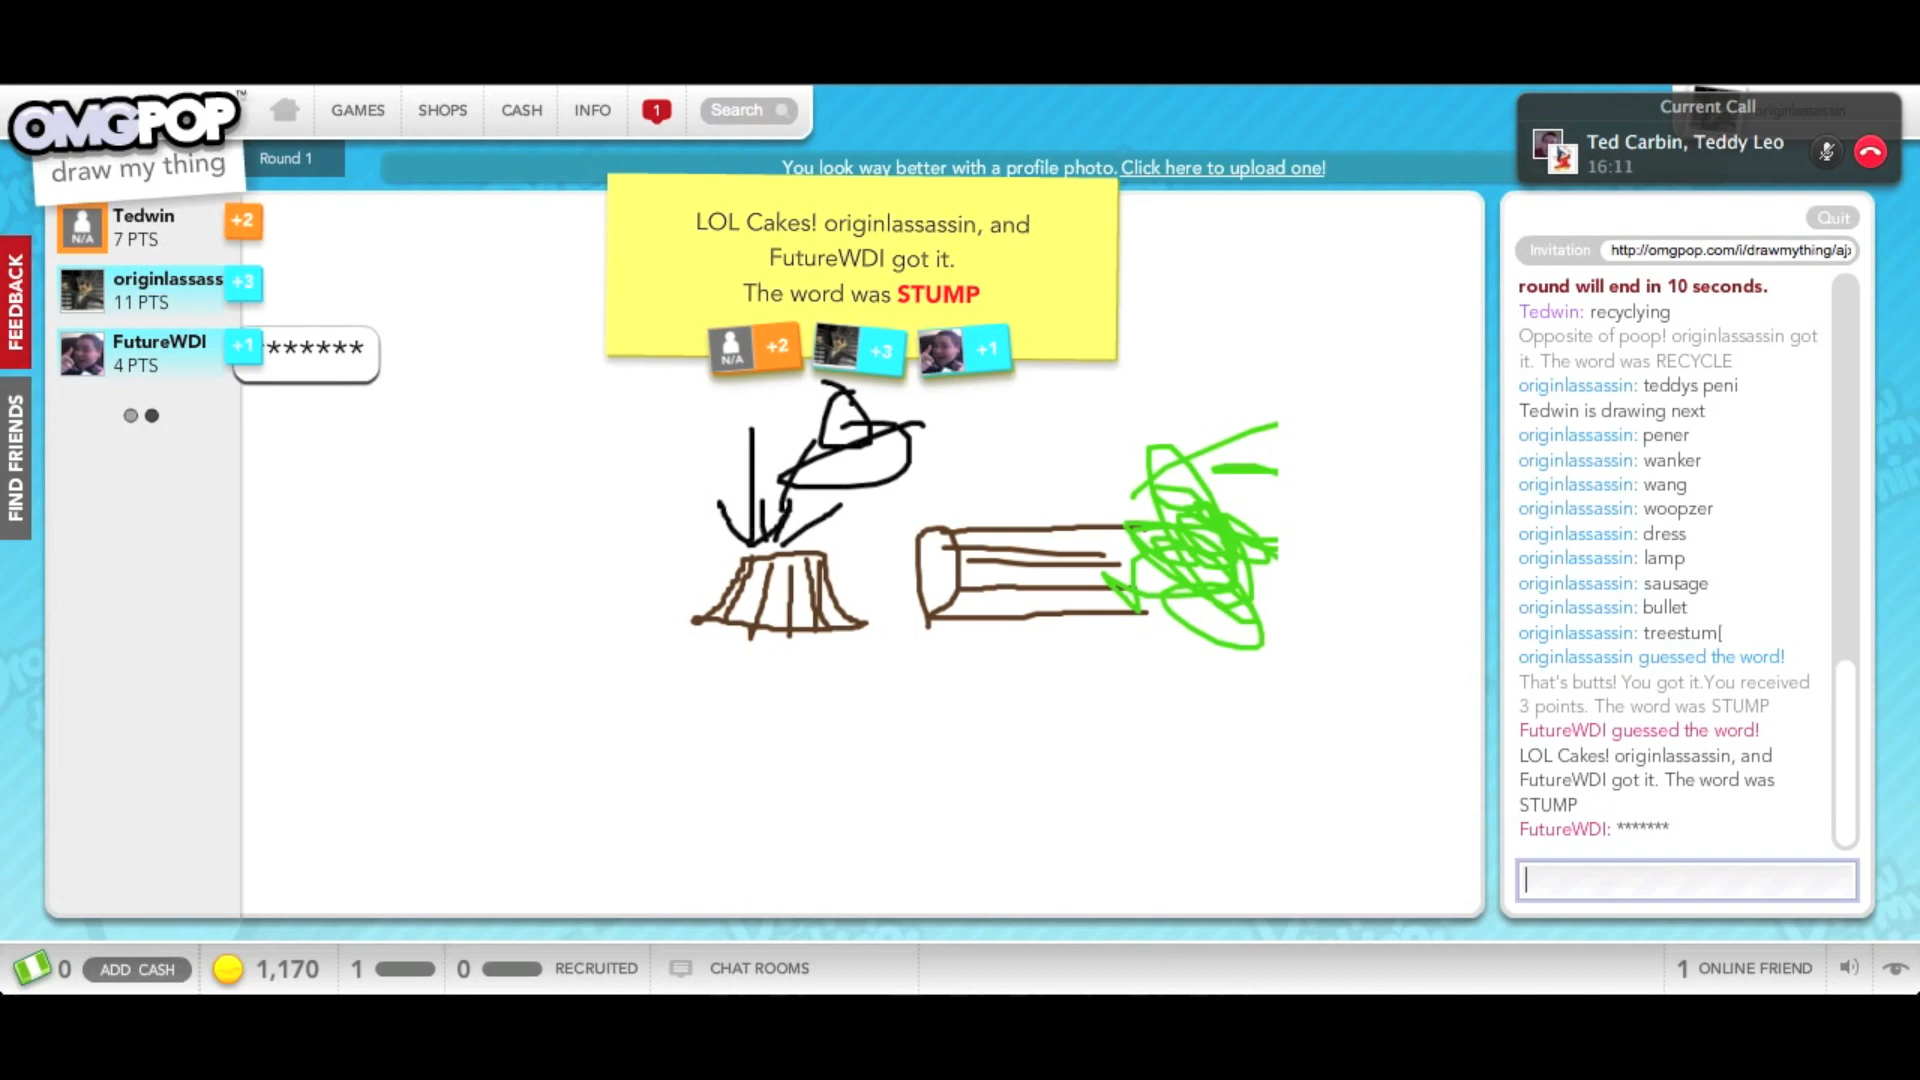 OMGPOP™
draw my thing
GAMES
SHOPS
CASH
INFO
1
Search
Round 1
You look way better with a profile photo. Click here to upload one!
Current Call
Ted Carbin, Teddy Leo
16:11
FEEDBACK
FIND FRIENDS
N/A
Tedwin
7 PTS
+2
originlassass
11 PTS
+3
FutureWDI
4 PTS
+1
*******
LOL Cakes! originlassassin, and
FutureWDI got it.
The word was STUMP
N/A
+2
+3
+1
Quit
Invitation http://omgpop.com/i/drawmything/aj
round will end in 10 seconds.
Tedwin: recyclying
Opposite of poop! originlassassin got
it. The word was RECYCLE
originlassassin: teddys peni
Tedwin is drawing next
originlassassin: pener
originlassassin: wanker
originlassassin: wang
originlassassin: woopzer
originlassassin: dress
originlassassin: lamp
originlassassin: sausage
originlassassin: bullet
originlassassin: treestum[
originlassassin guessed the word!
That's butts! You got it.You received
3 points. The word was STUMP
FutureWDI guessed the word!
LOL Cakes! originlassassin, and
FutureWDI got it. The word was
STUMP
FutureWDI: *******
0
ADD CASH
1,170
1
0
RECRUITED
CHAT ROOMS
1 ONLINE FRIEND